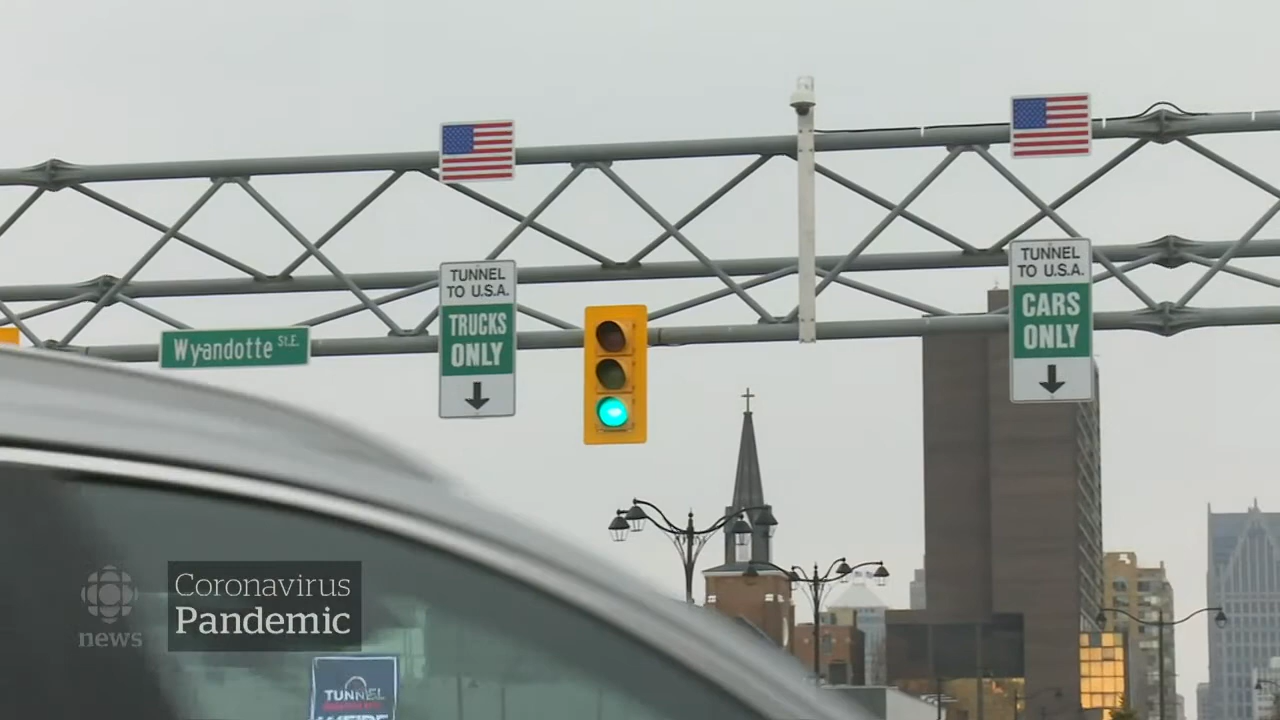 TUNNEL
TO U.S.A.
TRUCKS
ONLY
TUNNEL
TO U.S.A.
CARS
ONLY
Wyandotte St.E.
Coronavirus
Pandemic
news
TUNNEL